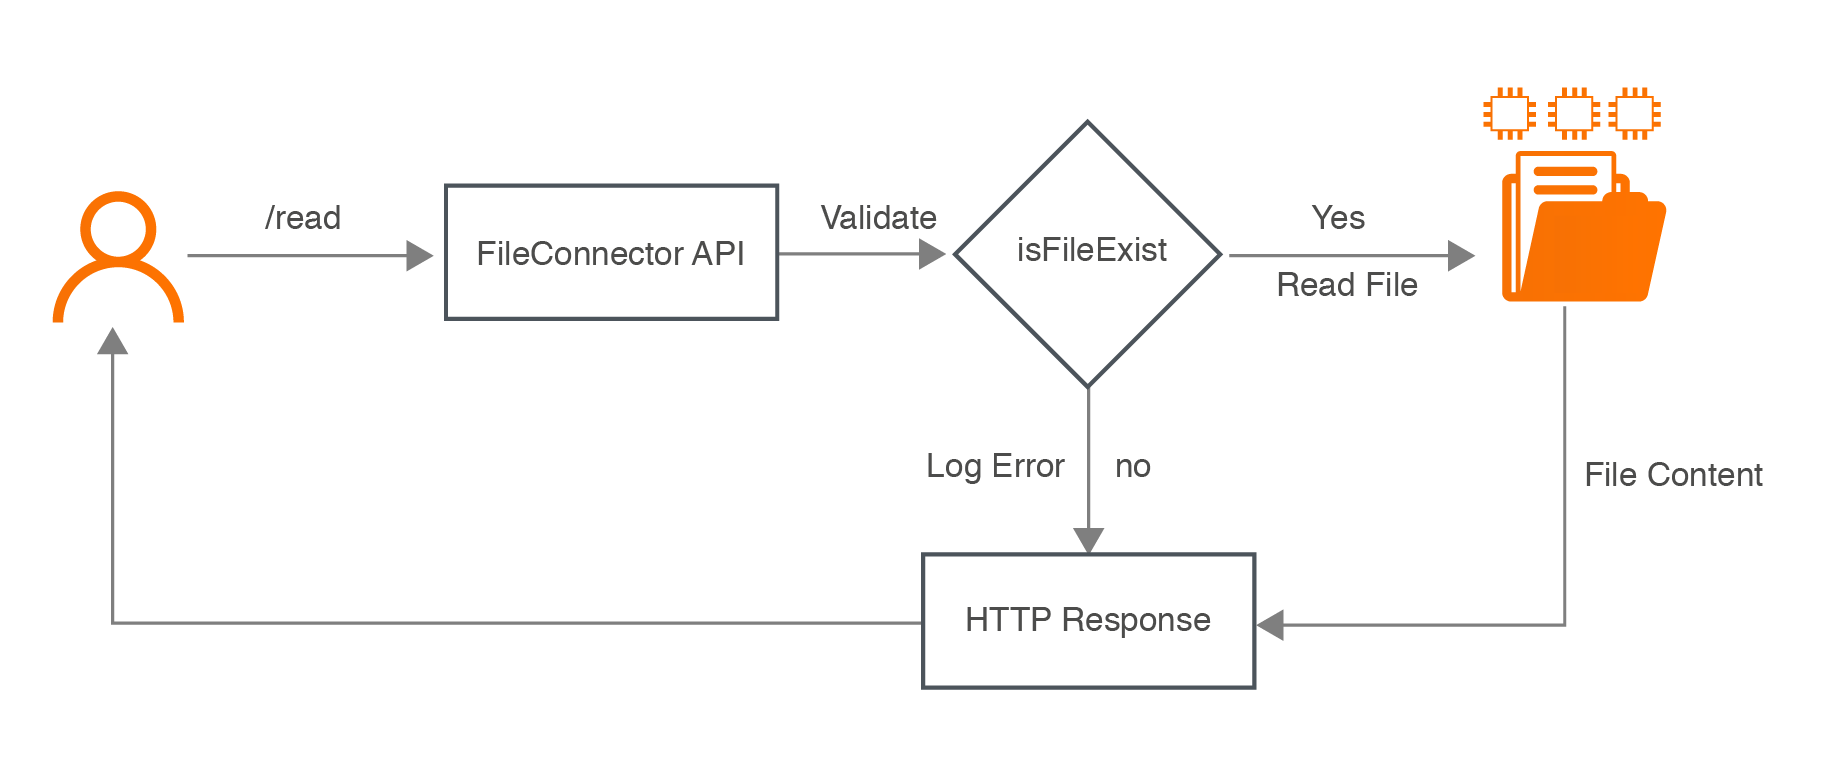 /read
FileConnector API
Validate
isFileExist
Yes
Read File
Log Error
no
File Content
HTTP Response